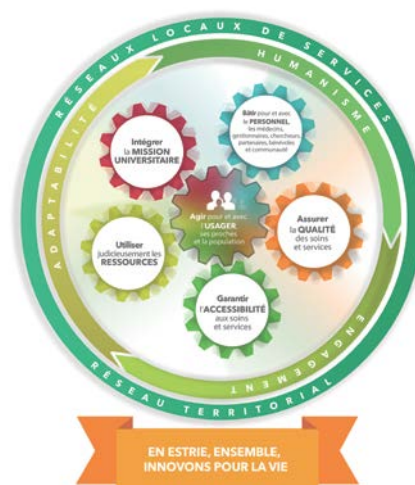 RÉSEAUX LOCAUX DE SERVICES
HUMANISME
ADAPTABILITÉ
ENGAGEMENT
Bâtir pour et avec
le PERSONNEL,
les médecins,
gestionnaires, chercheurs,
partenaires, bénévoles
et communauté
Intégrer
la MISSION
UNIVERSITAIRE
Agir pour et avec
l'USAGER,
ses proches
et la population
Assurer
la QUALITÉ
des soins
et services
Utiliser
judicieusement les
RESSOURCES
Garantir
l'ACCESSIBILITÉ
aux soins
et services
RÉSEAU TERRITORIAL
EN ESTRIE, ENSEMBLE,
INNOVONS POUR LA VIE